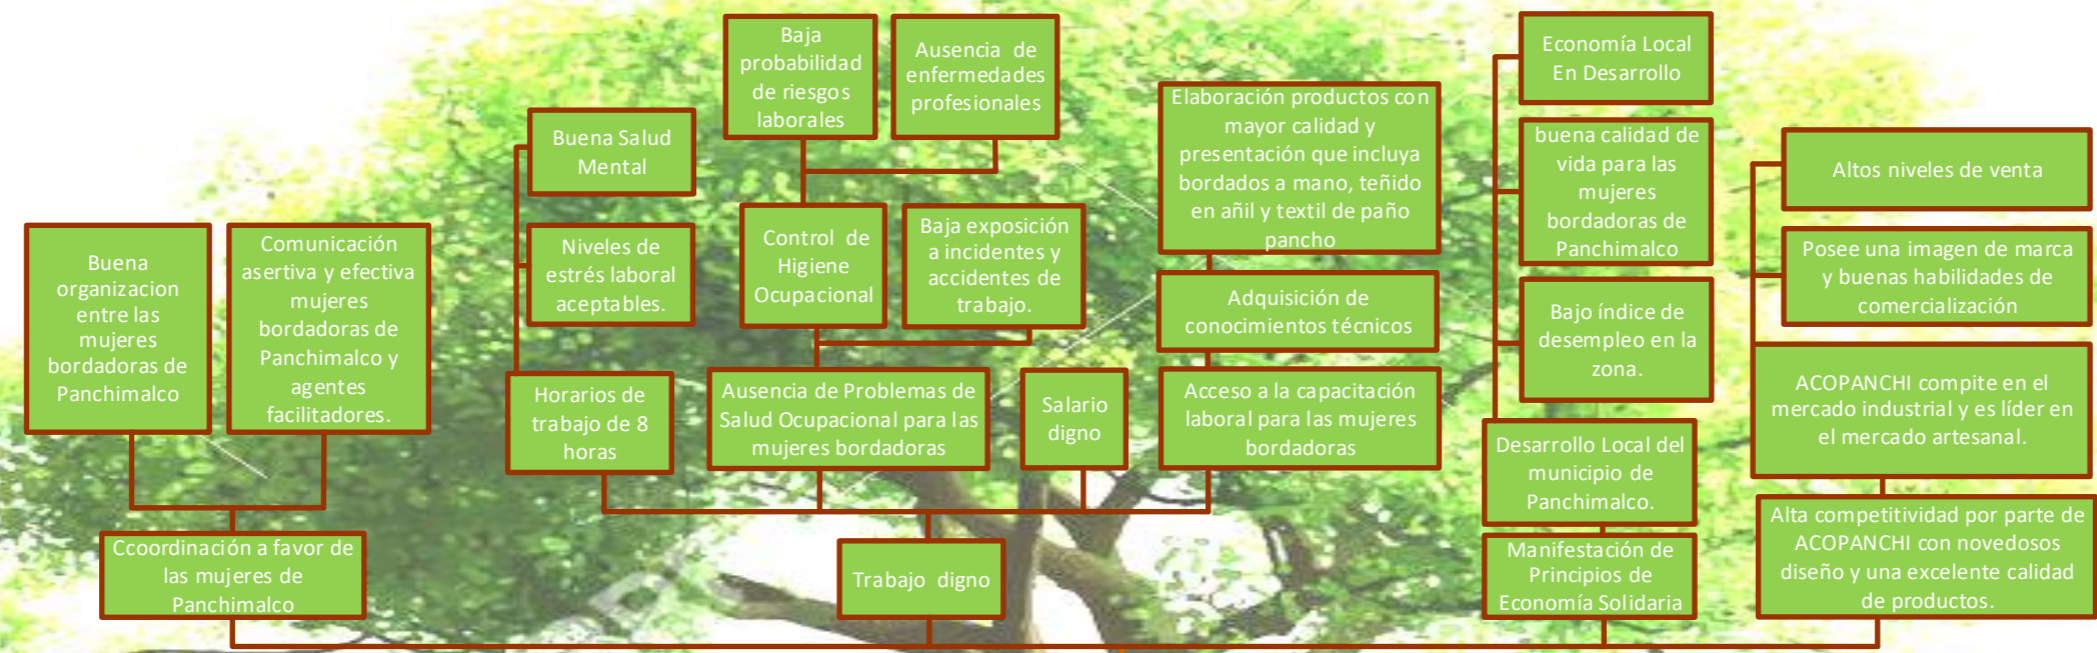 Buena
organizacion
entre las
mujeres
bordadoras de
Panchimalco
Comunicación
asertiva y efectiva
mujeres
bordadoras de
Panchimalco y
agentes
facilitadores.
Ccoordinación a favor de
las mujeres de
Panchimalco
Buena Salud
Mental
Niveles de
estrés laboral
aceptables.
Horarios de
trabajo de 8
horas
Baja
probabilidad
de riesgos
laborales
Ausencia de
enfermedades
profesionales
Control de
Higiene
Ocupacional
Baja exposición
a incidentes y
accidentes de
trabajo.
Ausencia de Problemas de
Salud Ocupacional para las
mujeres bordadoras
Salario
digno
Elaboración productos con
mayor calidad y
presentación que incluya
bordados a mano, teñido
en añil y textil de paño
pancho
Adquisición de
conocimientos técnicos
Acceso a la capacitación
laboral para las mujeres
bordadoras
Trabajo digno
Economía Local
En Desarrollo
buena calidad de
vida para las
mujeres
bordadoras de
Panchimalco
Bajo índice de
desempleo en la
zona.
Desarrollo Local del
municipio de
Panchimalco.
Manifestación de
Principios de
Economía Solidaria
Altos niveles de venta
Posee una imagen de marca
y buenas habilidades de
comercialización
ACOPANCHI compite en el
mercado industrial y es líder en
el mercado artesanal.
Alta competitividad por parte de
ACOPANCHI con novedosos
diseño y una excelente calidad
de productos.